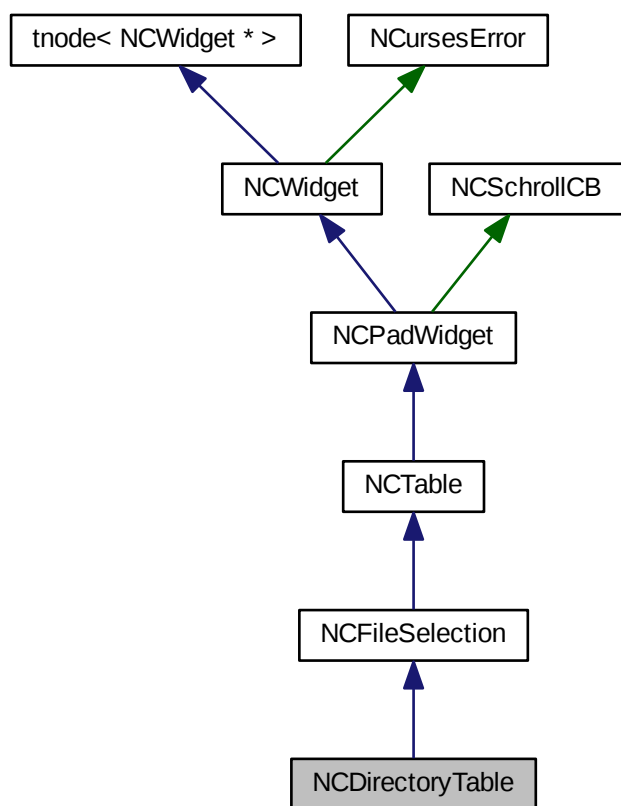 tnode< NCWidget * >
NCursesError
NCWidget
NCSchrollCB
NCPadWidget
NCTable
NCFileSelection
NCDirectoryTable